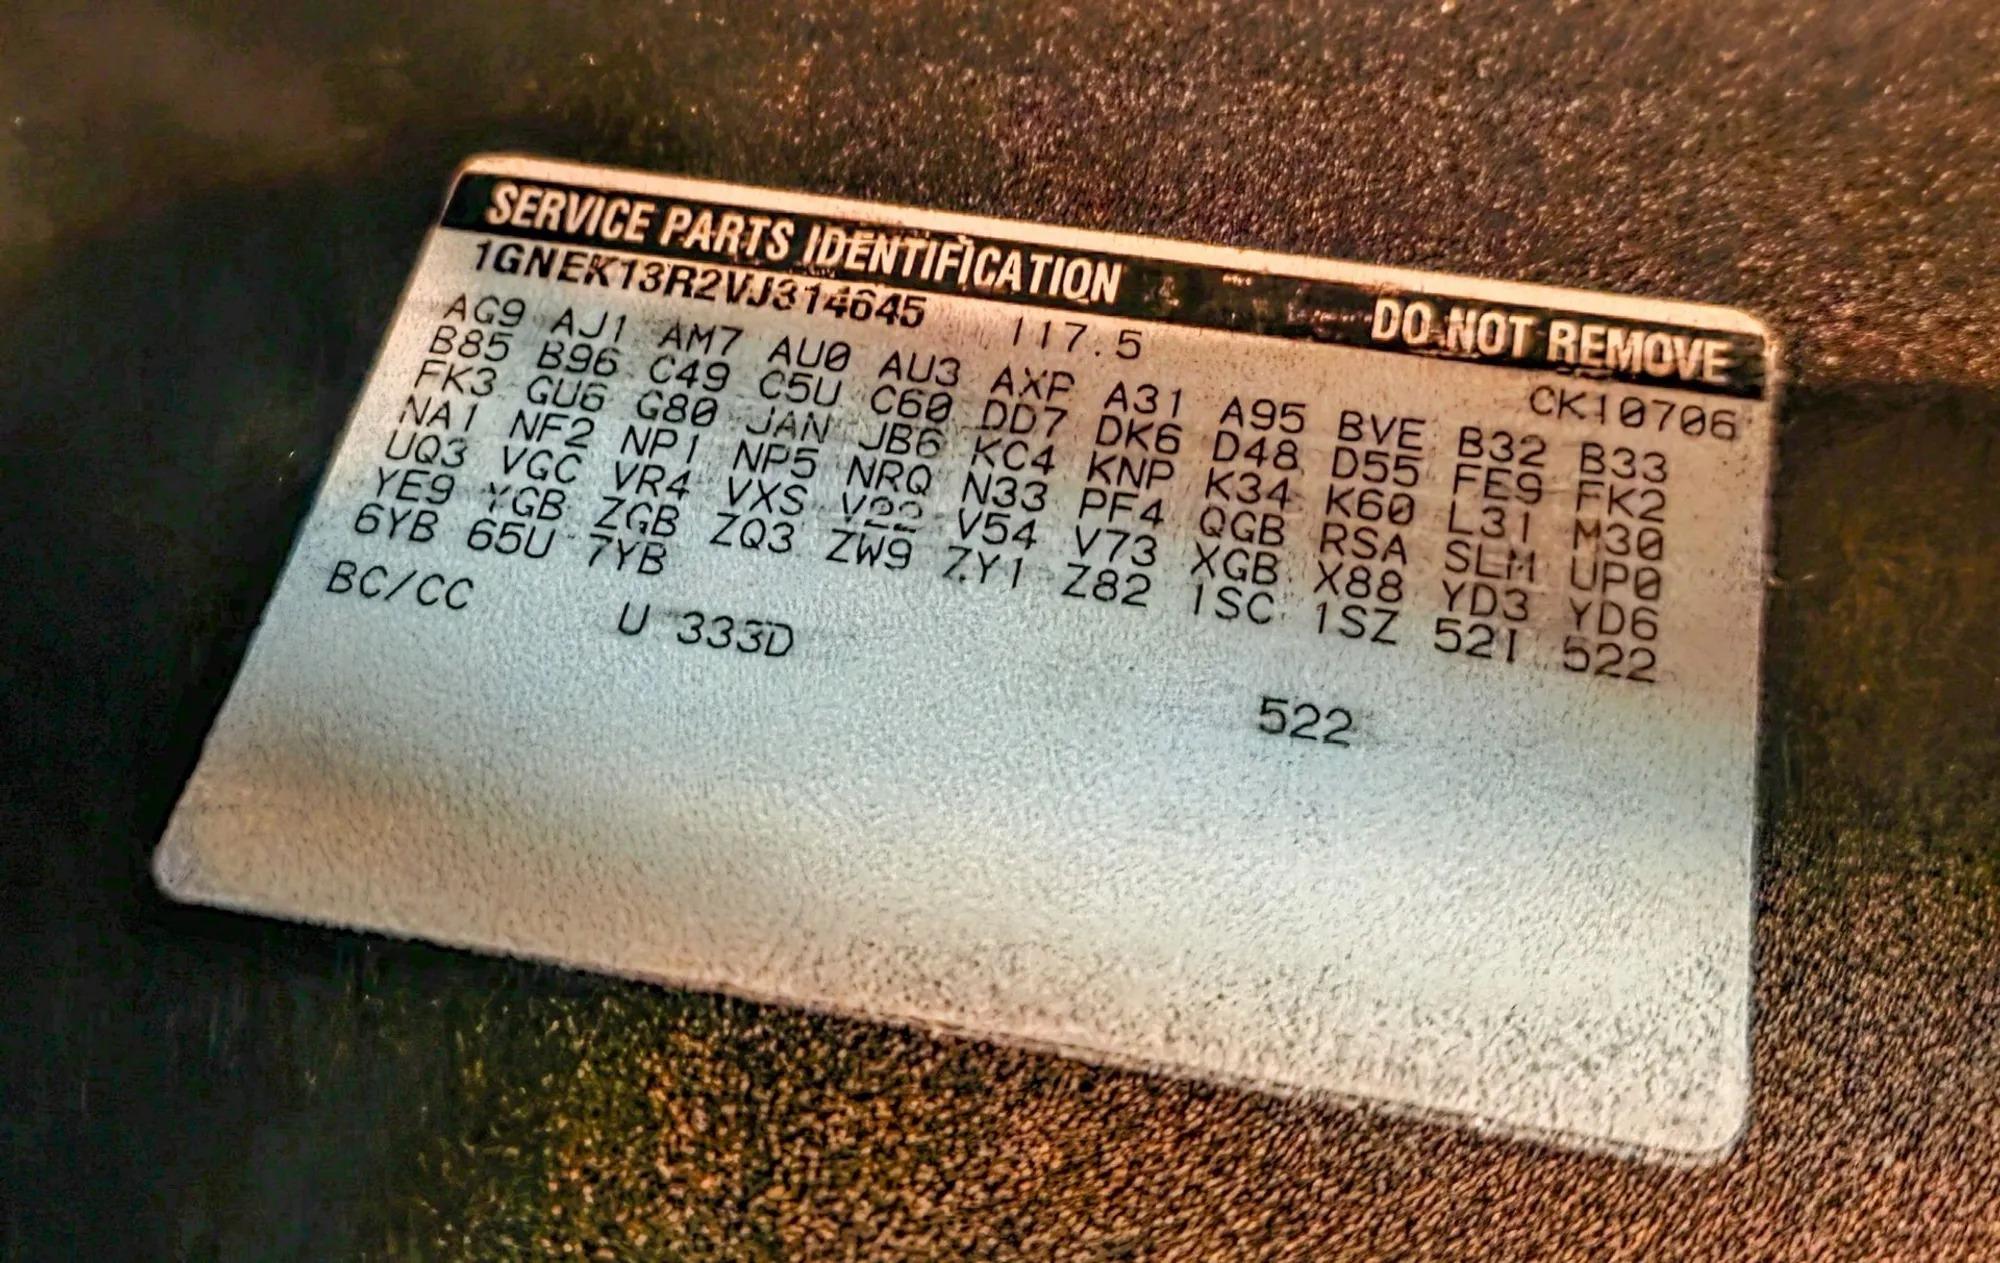 SERVICE PARTS IDENTIFICATION DO NOT REMOVE
1GNEK13R2VJ314645 117.5 CK10706
AG9 AJ1 AM7 AU0 AU3 AXP A31 A95 BVE B32 B33
B85 B96 C49 C5U C60 DD7 DK6 D48 D55 FE9 FK2
FK3 GU6 G80 JAN JB6 KC4 KNP K34 K60 L31 M30
NA1 NF2 NP1 NP5 NRQ N33 PF4 QGB RSA SLM UP0
UQ3 VGC VR4 VXS V22 V54 V73 XGB X88 YD3 YD6
YE9 YGB ZGB ZQ3 ZW9 ZY1 Z82 1SC 1SZ 52I 522
6YB 65U 7YB
BC/CC U 333D 522